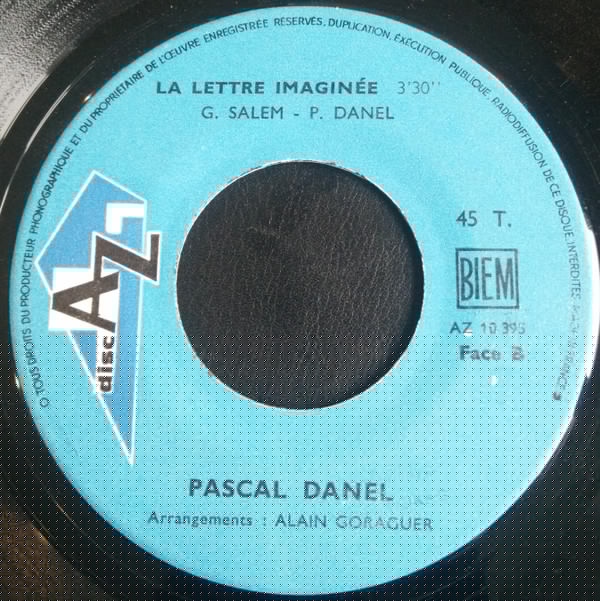 © TOUS DROITS DU PRODUCTEUR PHONOGRAPHIQUE ET DU PROPRIETAIRE DE L'ŒUVRE ENREGISTRÉE RÉSERVÉS, DUPLICATION, EXÉCUTION PUBLIQUE, RADIODIFFUSION DE CE DISQUE INTERDITES
LA LETTRE IMAGINÉE 3'30''
G. SALEM - P. DANEL
disc AZ
45 T.
BIEM
AZ 10 395
Face B
PASCAL DANEL
Arrangements : ALAIN GORAGUER